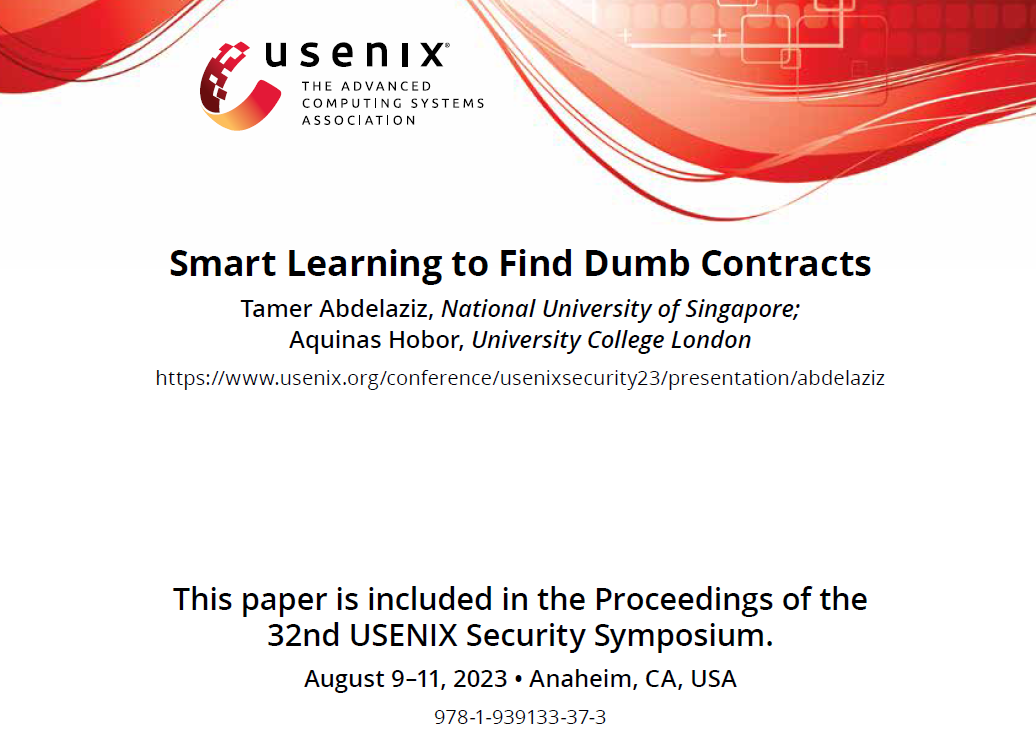 usenix®
THE ADVANCED
COMPUTING SYSTEMS
ASSOCIATION
Smart Learning to Find Dumb Contracts
Tamer Abdelaziz, National University of Singapore;
Aquinas Hobor, University College London
https://www.usenix.org/conference/usenixsecurity23/presentation/abdelaziz
This paper is included in the Proceedings of the
32nd USENIX Security Symposium.
August 9–11, 2023 • Anaheim, CA, USA
978-1-939133-37-3